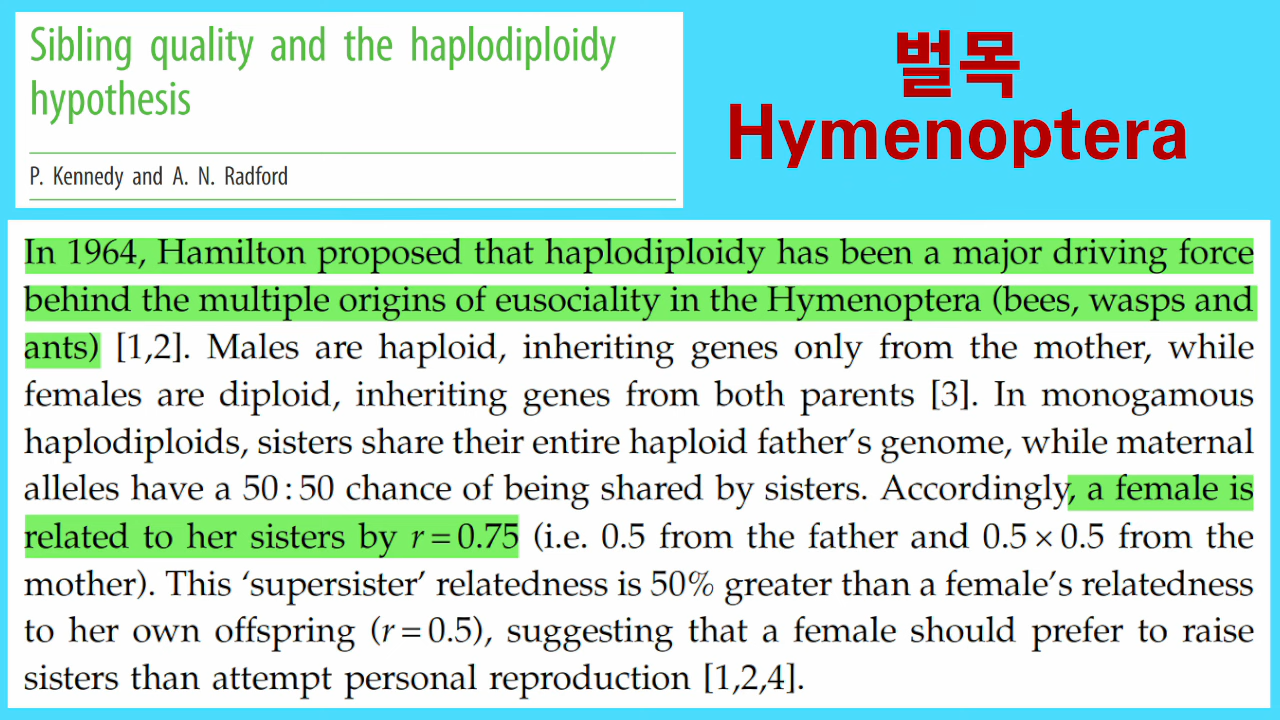 Sibling quality and the haplodiploidy
hypothesis
P. Kennedy and A. N. Radford
벌목
Hymenoptera
In 1964, Hamilton proposed that haplodiploidy has been a major driving force
behind the multiple origins of eusociality in the Hymenoptera (bees, wasps and
ants) [1,2]. Males are haploid, inheriting genes only from the mother, while
females are diploid, inheriting genes from both parents [3]. In monogamous
haplodiploids, sisters share their entire haploid father's genome, while maternal
alleles have a 50 : 50 chance of being shared by sisters. Accordingly, a female is
related to her sisters by r = 0.75 (i.e. 0.5 from the father and 0.5 × 0.5 from the
mother). This ‘supersister’ relatedness is 50% greater than a female's relatedness
to her own offspring (r = 0.5), suggesting that a female should prefer to raise
sisters than attempt personal reproduction [1,2,4].